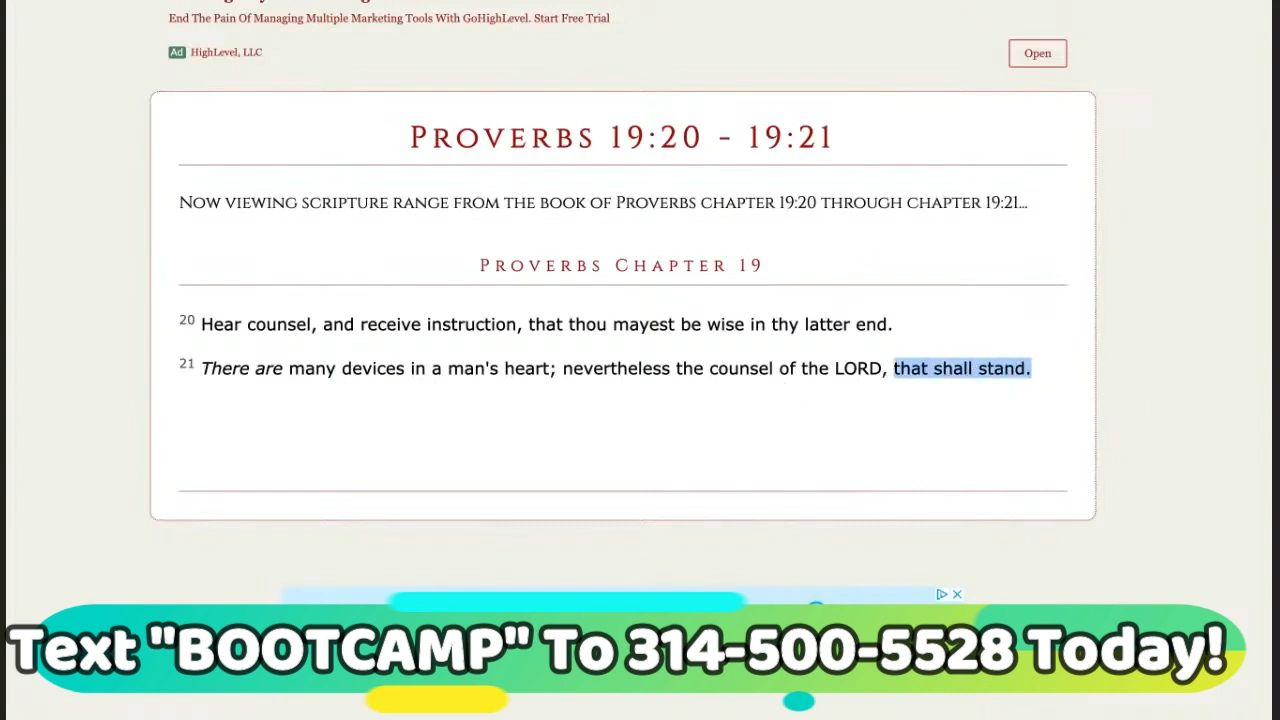 End The Pain Of Managing Multiple Marketing Tools With GoHighLevel. Start Free Trial
Ad HighLevel, LLC
Open
Proverbs 19:20 - 19:21
Now viewing scripture range from the book of Proverbs chapter 19:20 through chapter 19:21...
Proverbs Chapter 19
20 Hear counsel, and receive instruction, that thou mayest be wise in thy latter end.
21 There are many devices in a man's heart; nevertheless the counsel of the LORD, that shall stand.
Text "BOOTCAMP" To 314-500-5528 Today!